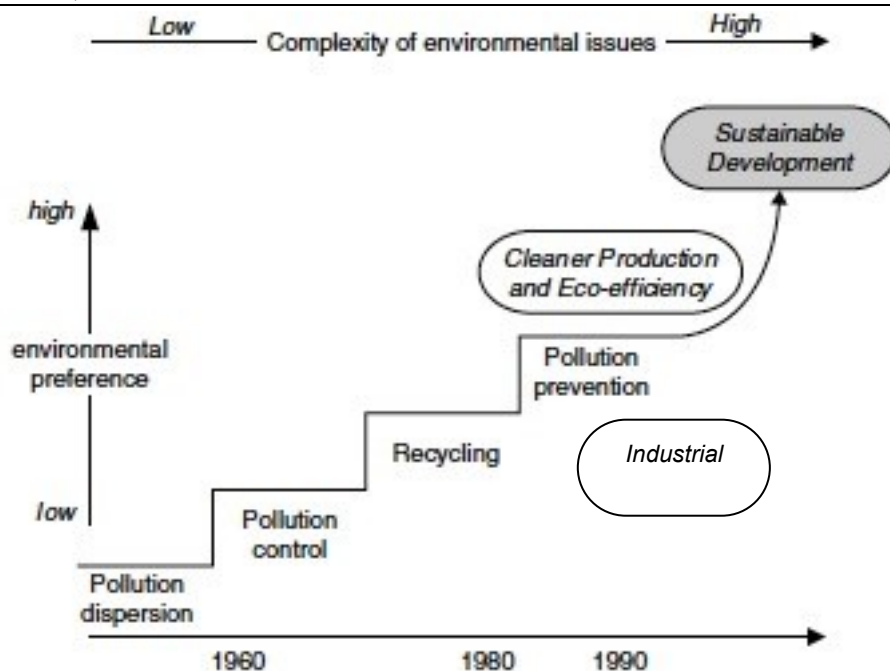 Low
High
Complexity of environmental issues
Sustainable
Development
high
Cleaner Production
and Eco-efficiency
environmental
preference
Pollution
prevention
Recycling
Industrial
low
Pollution
control
Pollution
dispersion
1960
1980
1990